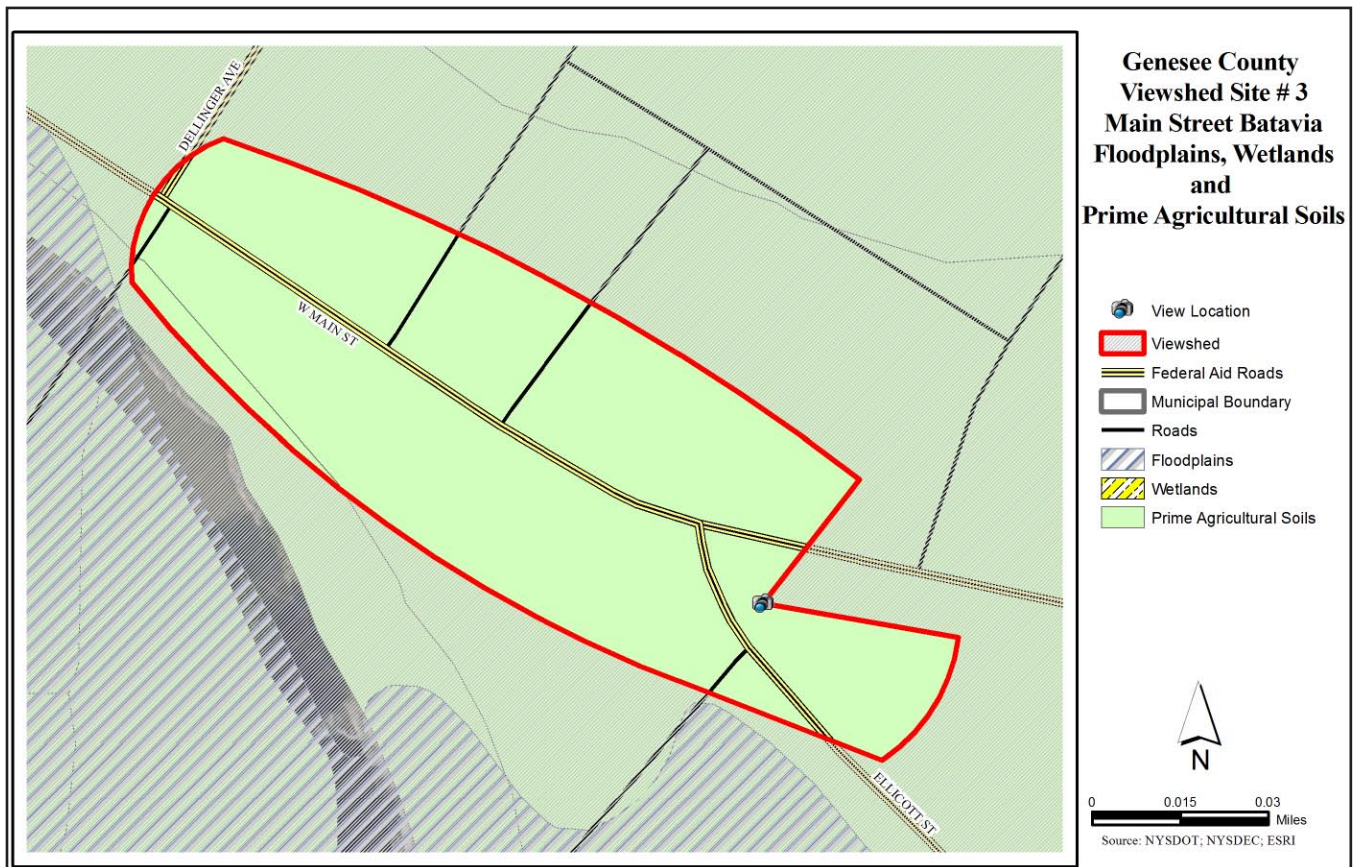 Genesee County
Viewshed Site # 3
Main Street Batavia
Floodplains, Wetlands
and
Prime Agricultural Soils
DELLINGER AVE
W MAIN ST
ELLICOTT ST
View Location
Viewshed
Federal Aid Roads
Municipal Boundary
Roads
Floodplains
Wetlands
Prime Agricultural Soils
N
0 0.015 0.03
Miles
Source: NYSDOT; NYSDEC; ESRI